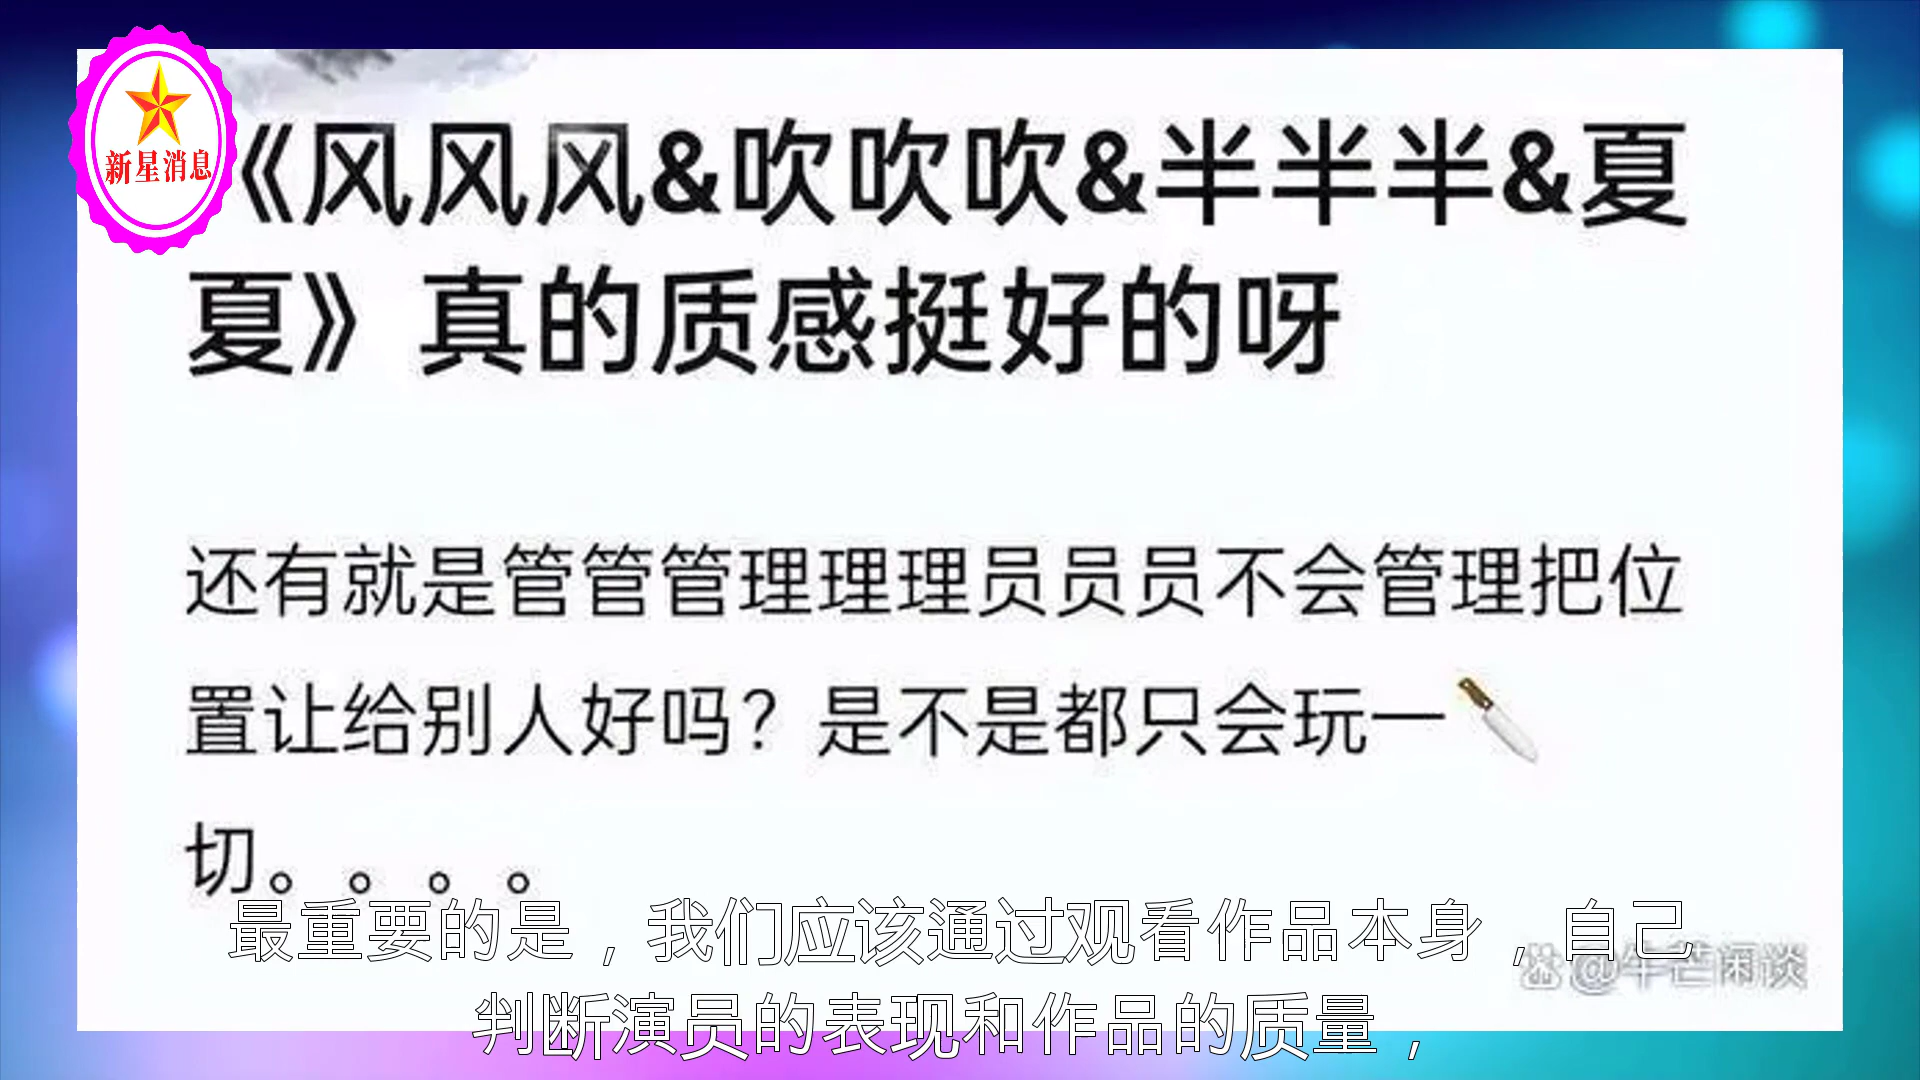 新星消息
《风风风&吹吹吹&半半半&夏
夏》真的质感挺好的呀
还有就是管管管理理理员员员不会管理把位
置让给别人好吗？是不是都只会玩一🔪
切。。。。
最重要的是，我们应该通过观看作品本身，自己
@牛芒闲谈
判断演员的表现和作品的质量，